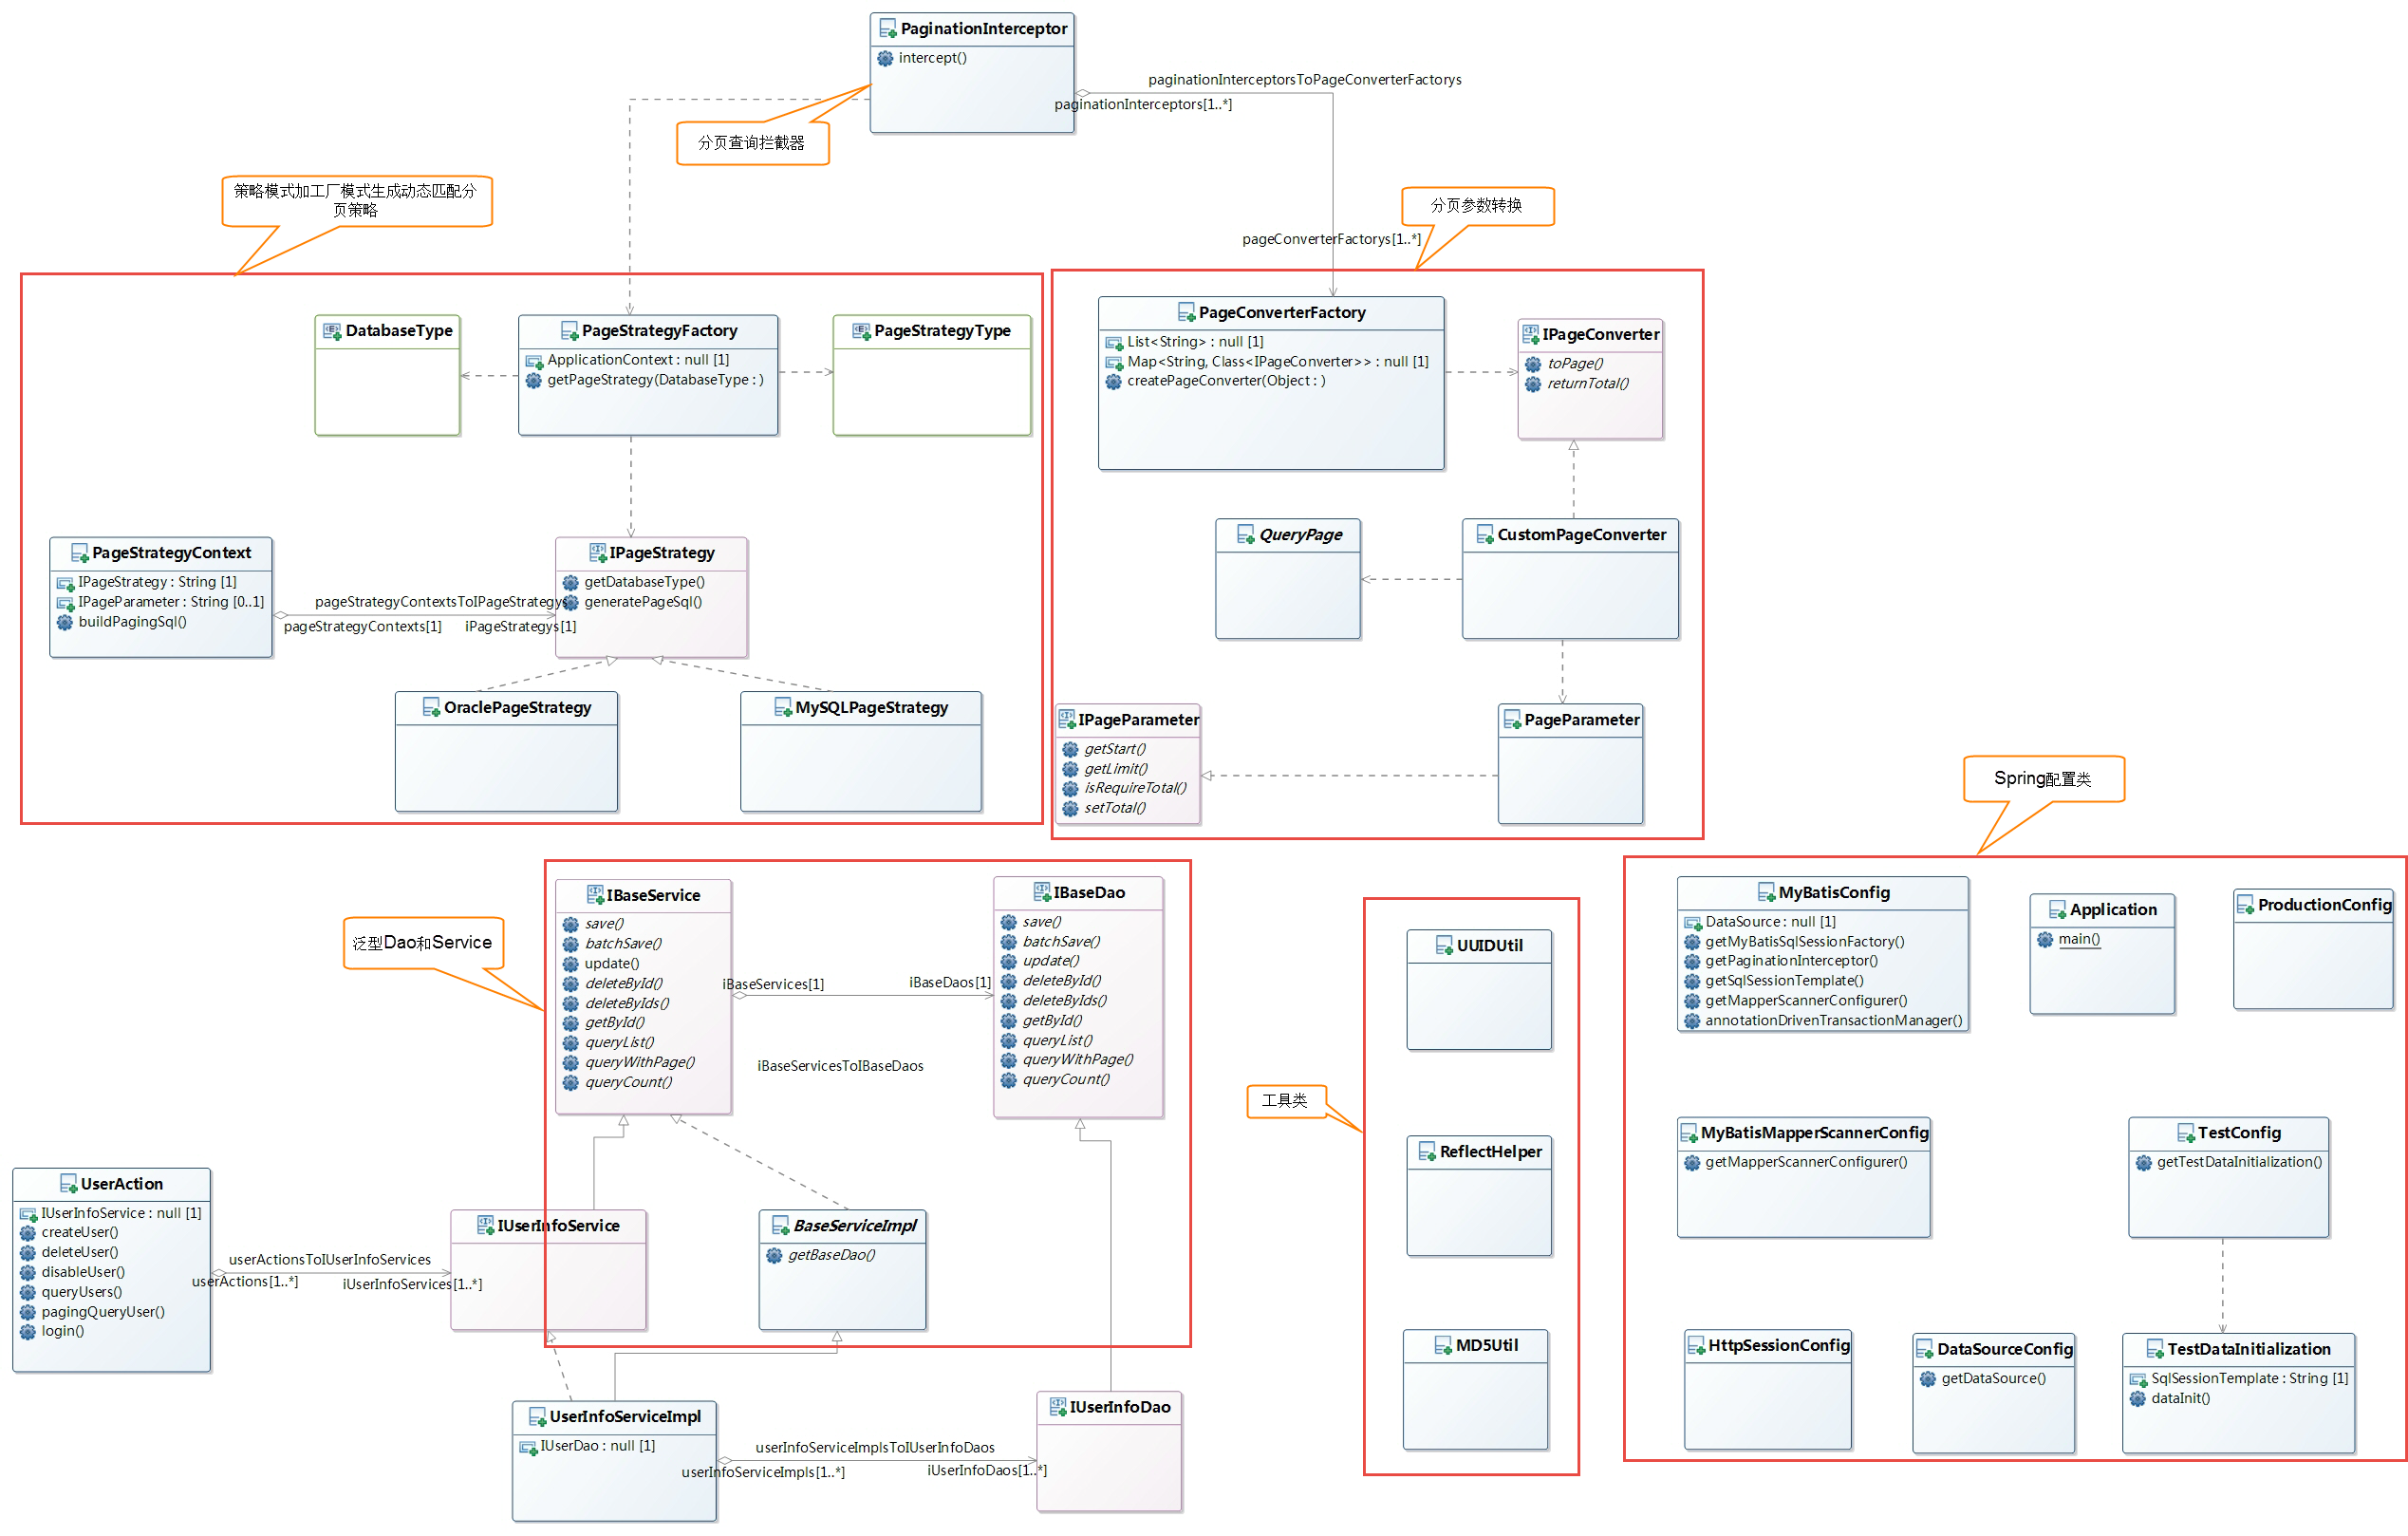 PaginationInterceptor
intercept()
paginationInterceptorsToPageConverterFactorys
paginationInterceptors[1..*]
分页查询拦截器
策略模式加工厂模式生成动态匹配分
页策略
分页参数转换
pageConverterFactorys[1..*]
DatabaseType
PageStrategyFactory
ApplicationContext : null [1]
getPageStrategy(DatabaseType : )
PageStrategyType
PageConverterFactory
List<String> : null [1]
Map<String, Class<IPageConverter>> : null [1]
createPageConverter(Object : )
IPageConverter
toPage()
returnTotal()
PageStrategyContext
IPageStrategy : String [1]
IPageParameter : String [0..1]
buildPagingSql()
pageStrategyContextsToIPageStrategys
pageStrategyContexts[1]
iPageStrategys[1]
IPageStrategy
getDatabaseType()
generatePageSql()
QueryPage
CustomPageConverter
OraclePageStrategy
MySQLPageStrategy
IPageParameter
getStart()
getLimit()
isRequireTotal()
setTotal()
PageParameter
Spring配置类
泛型Dao和Service
IBaseService
save()
batchSave()
update()
deleteById()
deleteByIds()
getById()
queryList()
queryWithPage()
queryCount()
iBaseServices[1]
iBaseDaos[1]
iBaseServicesToIBaseDaos
IBaseDao
save()
batchSave()
update()
deleteById()
deleteByIds()
getById()
queryList()
queryWithPage()
queryCount()
工具类
UUIDUtil
ReflectHelper
MD5Util
MyBatisConfig
DataSource : null [1]
getMyBatisSqlSessionFactory()
getPaginationInterceptor()
getSqlSessionTemplate()
getMapperScannerConfigurer()
annotationDrivenTransactionManager()
Application
main()
ProductionConfig
MyBatisMapperScannerConfig
getMapperScannerConfigurer()
TestConfig
getTestDataInitialization()
HttpSessionConfig
DataSourceConfig
getDataSource()
TestDataInitialization
SqlSessionTemplate : String [1]
dataInit()
UserAction
IUserInfoService : null [1]
createUser()
deleteUser()
disableUser()
queryUsers()
pagingQueryUser()
login()
userActionsToIUserInfoServices
userActions[1..*]
iUserInfoServices[1..*]
IUserInfoService
BaseServiceImpl
getBaseDao()
UserInfoServiceImpl
IUserDao : null [1]
userInfoServiceImplsToIUserInfoDaos
userInfoServiceImpls[1..*]
iUserInfoDaos[1..*]
IUserInfoDao